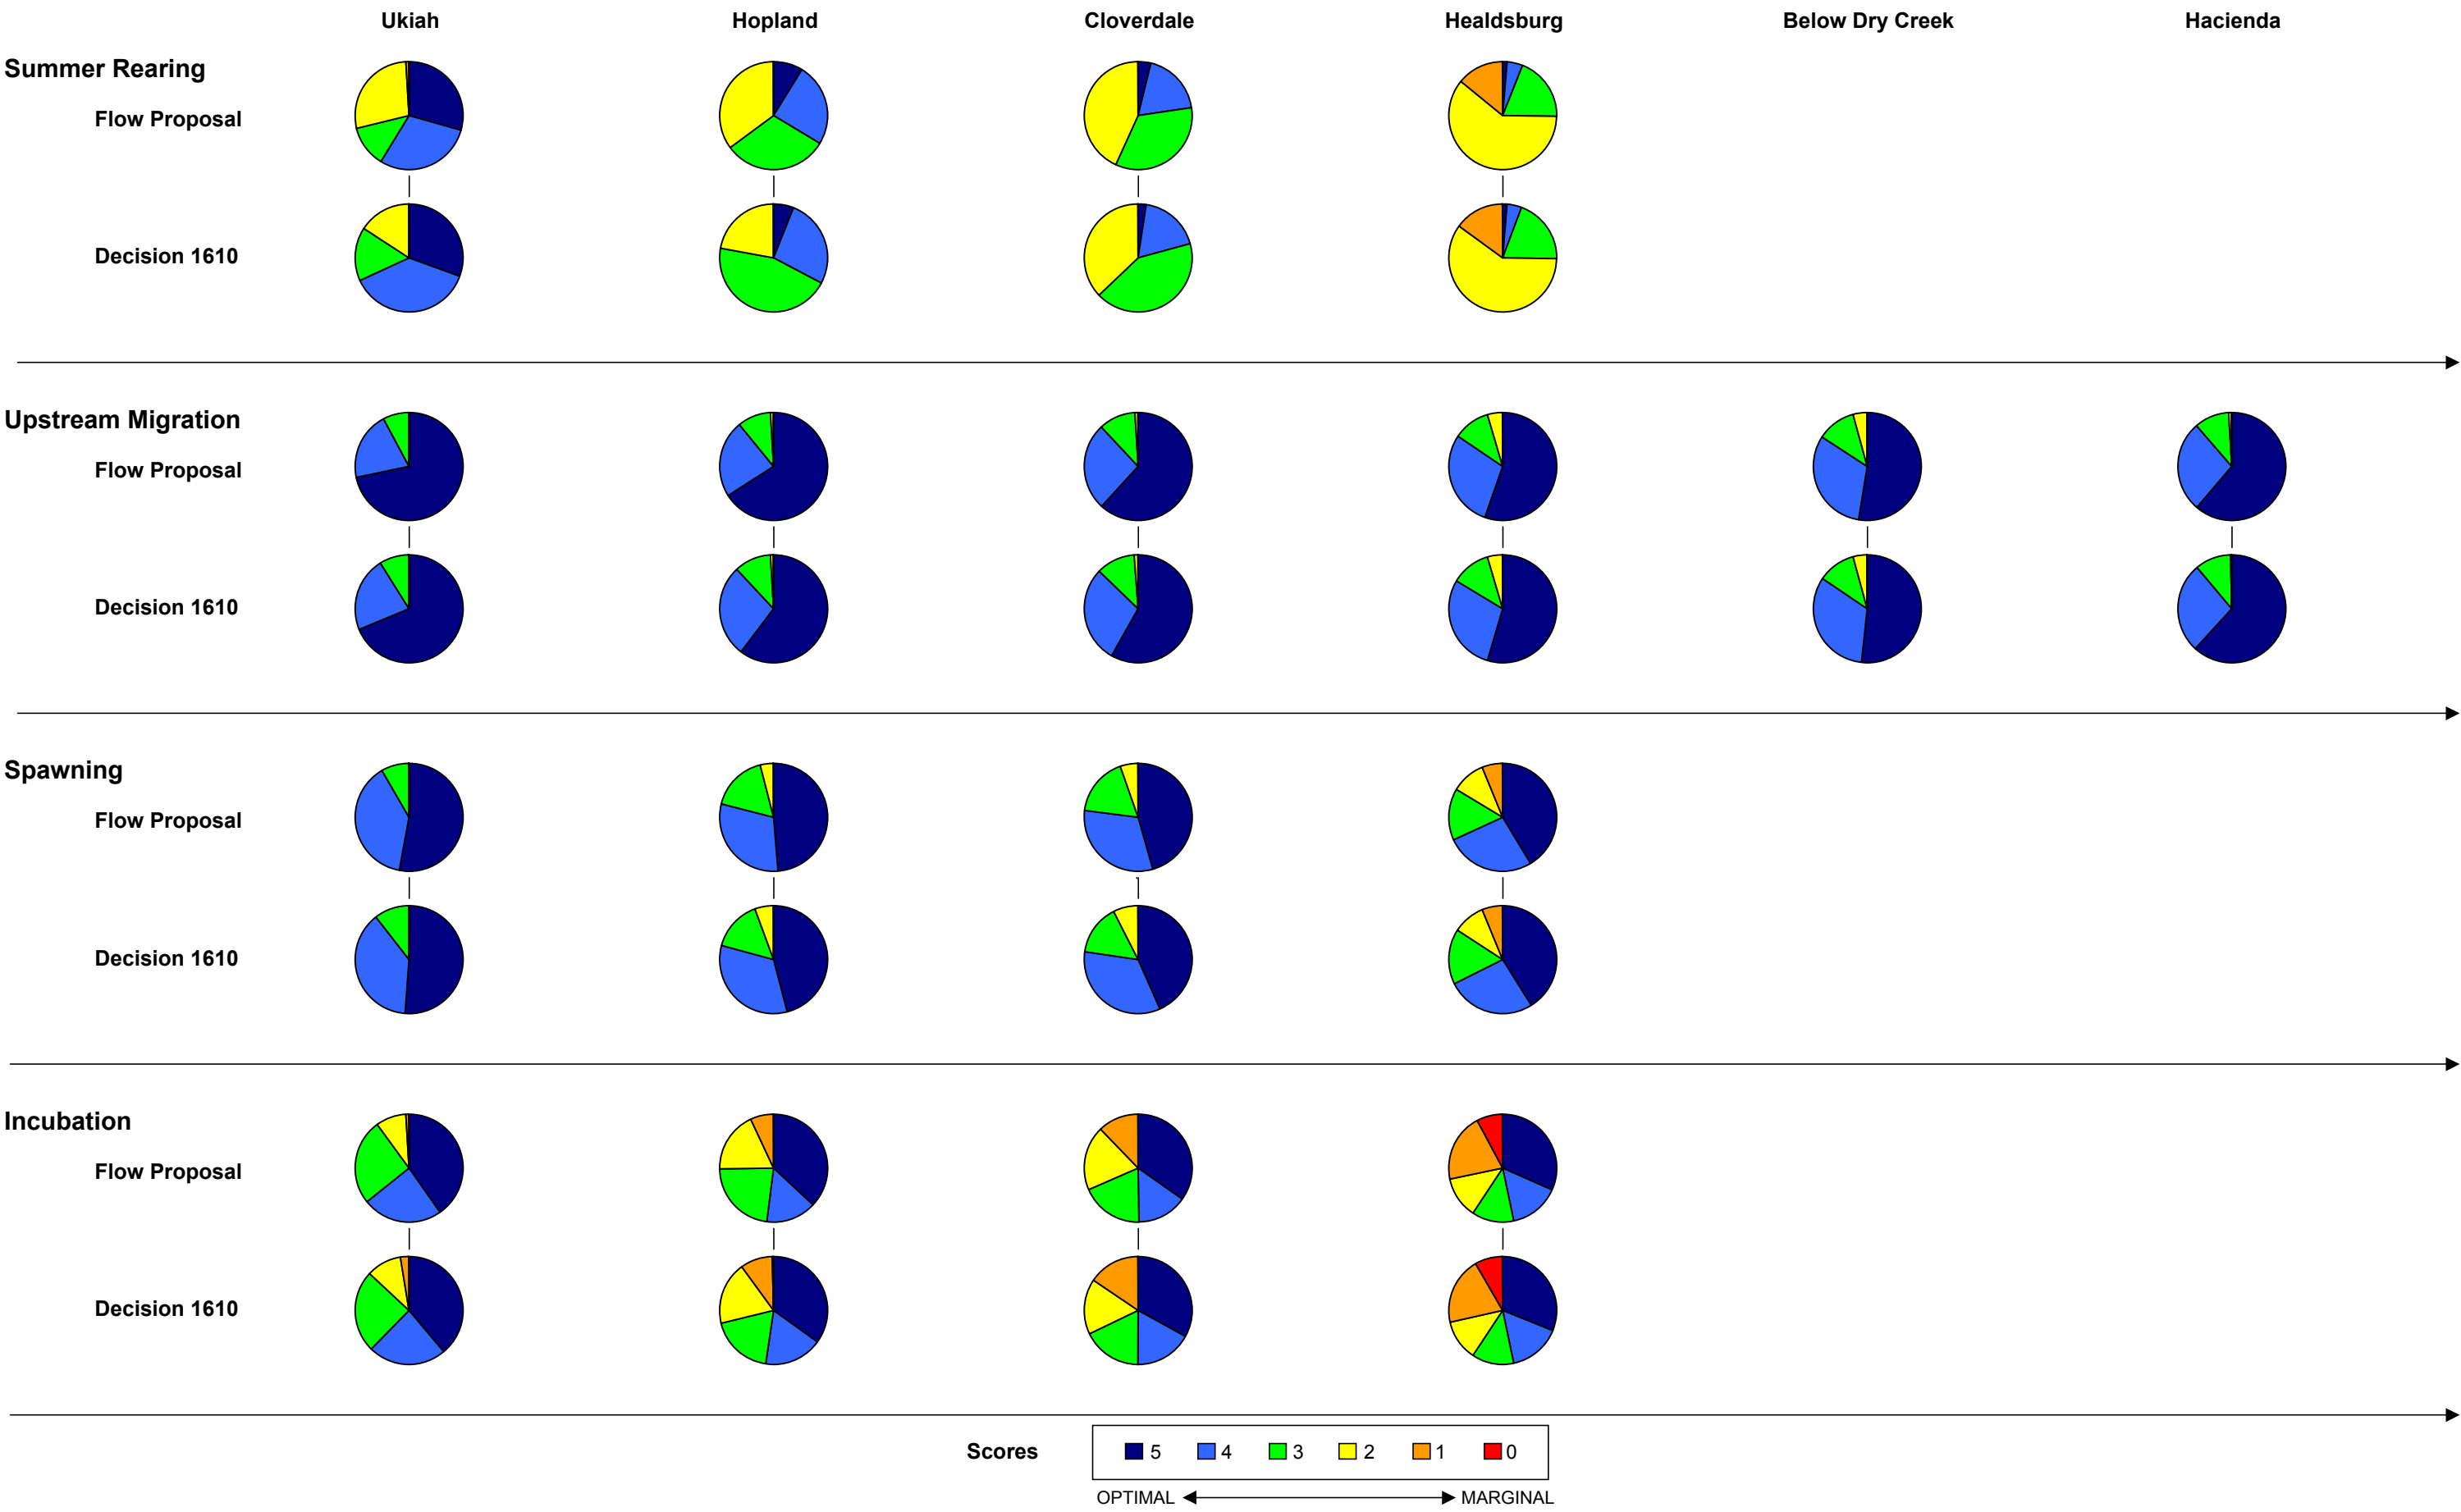 Ukiah Hopland Cloverdale Healdsburg Below Dry Creek Hacienda
Summer Rearing
Flow Proposal
Decision 1610
Upstream Migration
Flow Proposal
Decision 1610
Spawning
Flow Proposal
Decision 1610
Incubation
Flow Proposal
Decision 1610
Scores 5 4 3 2 1 0
OPTIMAL MARGINAL